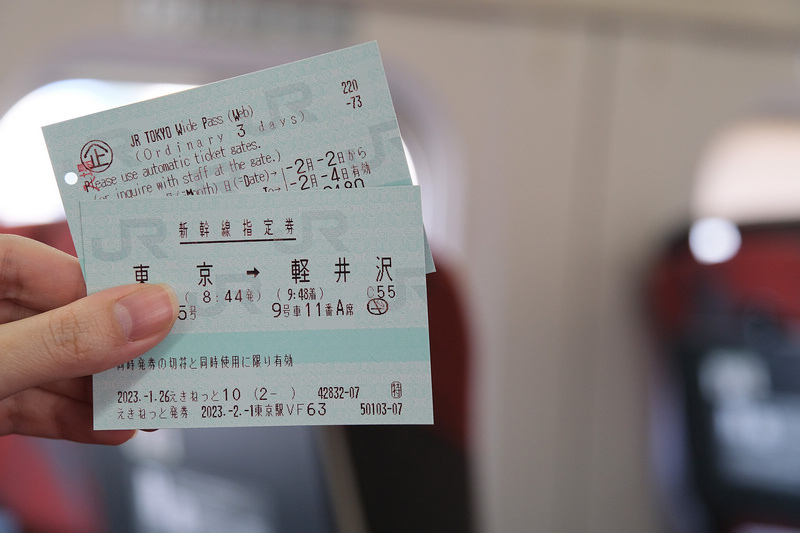 220
-73
JR TOKYO Wide Pass (Web)
(Ordinary 3 days)
Please use automatic ticket gates.
(or inquire with staff at the gate.)
-2月-2日から
-2月-4日有効
新幹線指定券
東京 → 軽井沢
(8:44発) (9:48着) C55
5号 9号車11番A席
同時発券の切符と同時使用に限り有効
2023.-1.26えきねっと10 (2- ) 42832-07 特
えきねっと発券 2023.-2.-1東京駅VF63 50103-07